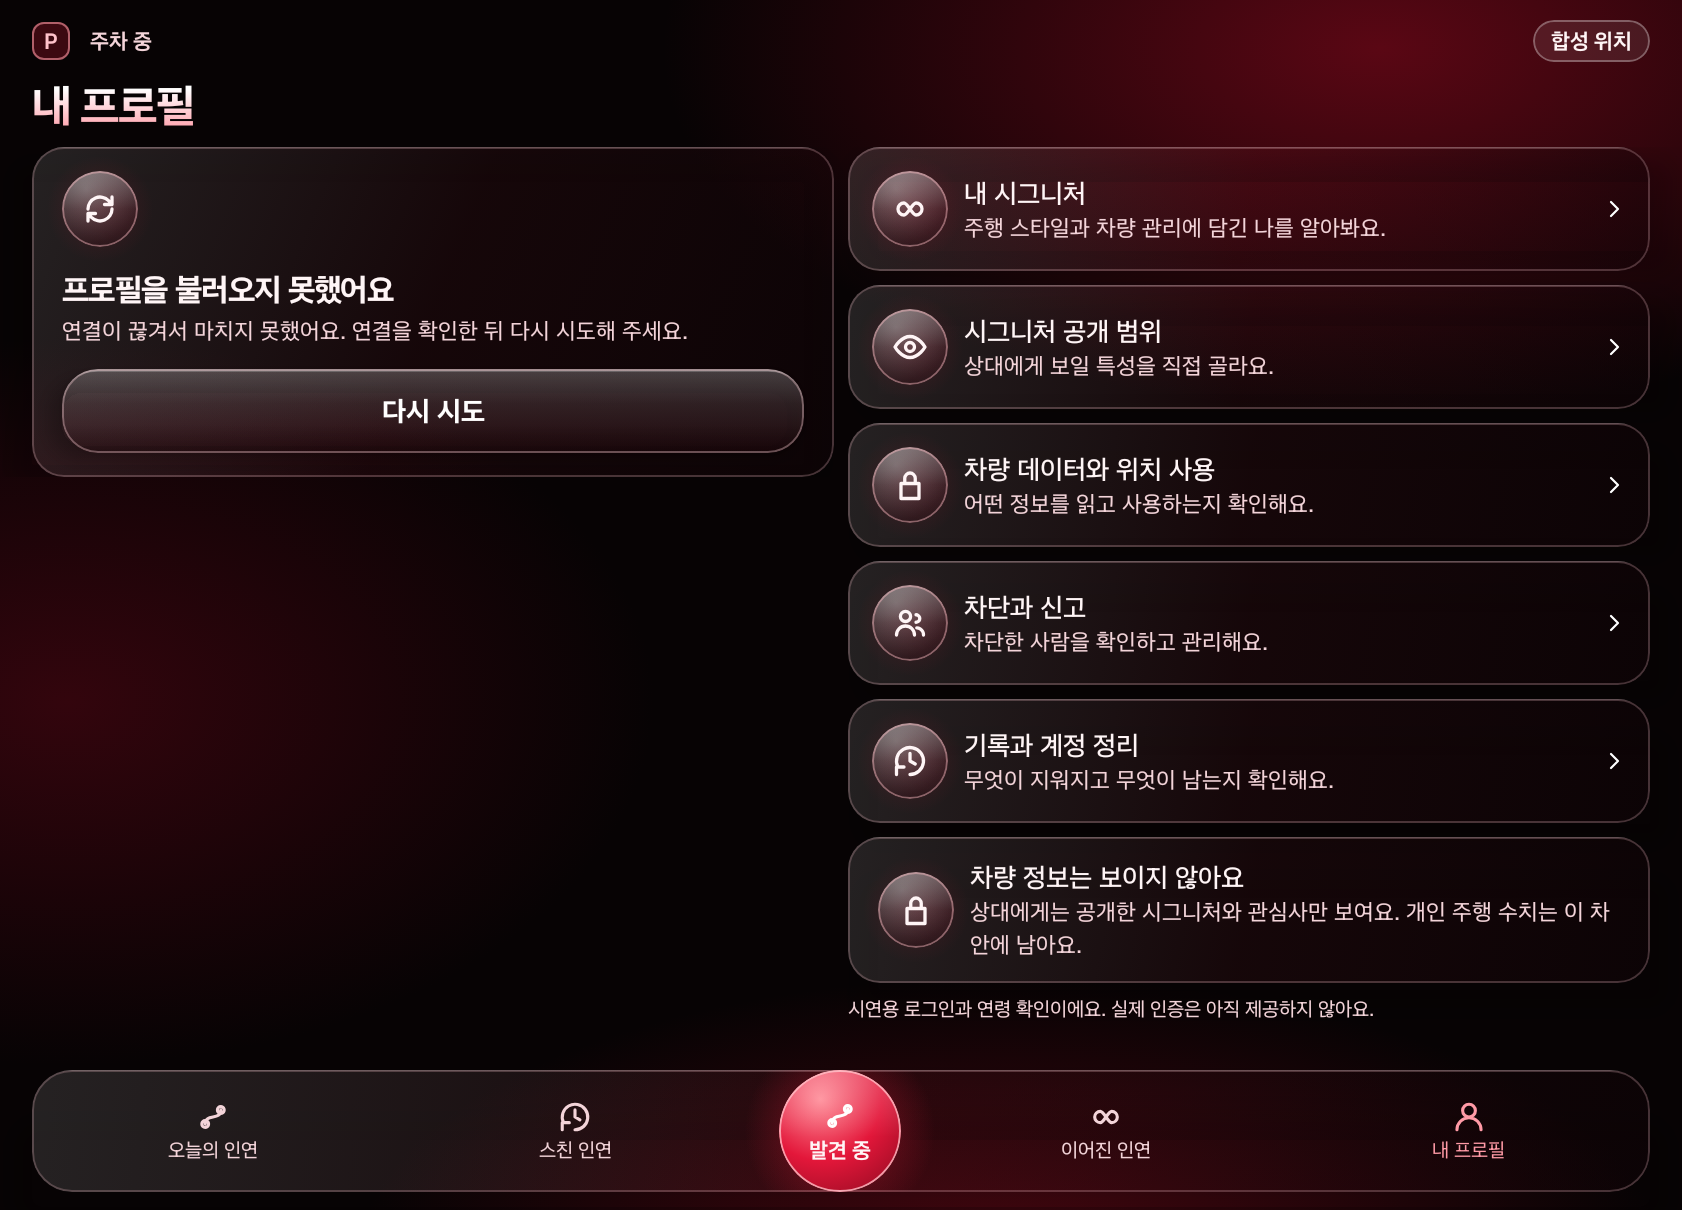 P 주차 중
합성 위치
내 프로필
프로필을 불러오지 못했어요
연결이 끊겨서 마치지 못했어요. 연결을 확인한 뒤 다시 시도해 주세요.
다시 시도
내 시그니처
주행 스타일과 차량 관리에 담긴 나를 알아봐요.
시그니처 공개 범위
상대에게 보일 특성을 직접 골라요.
차량 데이터와 위치 사용
어떤 정보를 읽고 사용하는지 확인해요.
차단과 신고
차단한 사람을 확인하고 관리해요.
기록과 계정 정리
무엇이 지워지고 무엇이 남는지 확인해요.
차량 정보는 보이지 않아요
상대에게는 공개한 시그니처와 관심사만 보여요. 개인 주행 수치는 이 차
안에 남아요.
시연용 로그인과 연령 확인이에요. 실제 인증은 아직 제공하지 않아요.
오늘의 인연
스친 인연
발견 중
이어진 인연
내 프로필